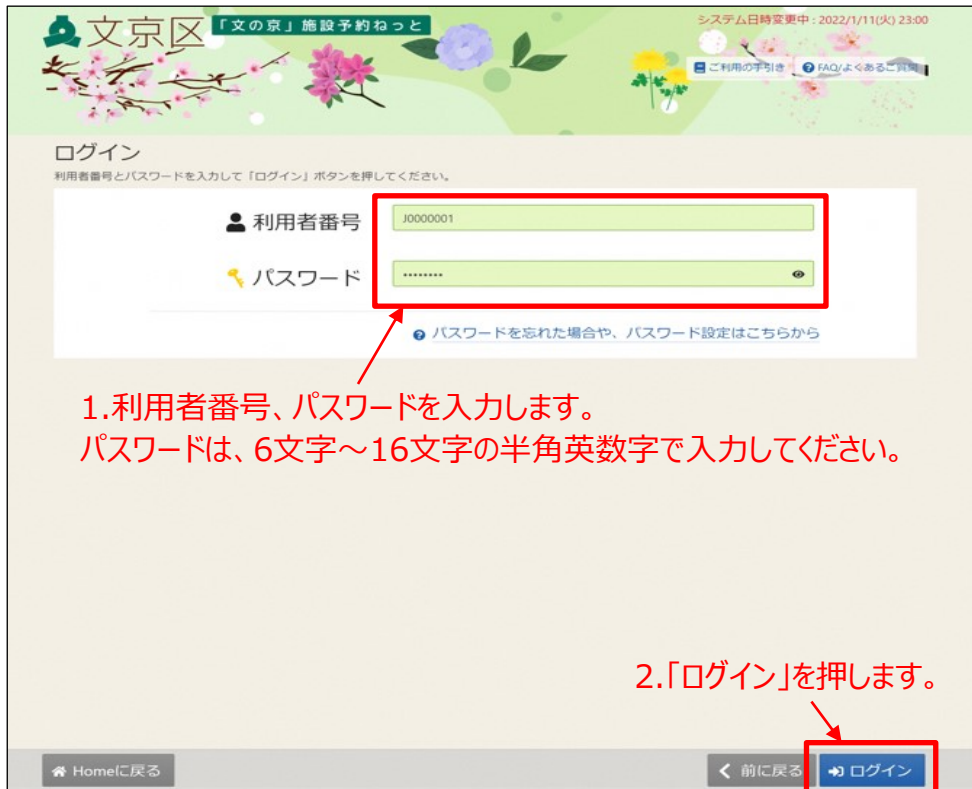 文京区
「文の京」施設予約ねっと
システム日時変更中 : 2022/1/11(火) 23:00
ご利用の手引き
FAQ/よくあるご質問
ログイン
利用者番号とパスワードを入力して「ログイン」ボタンを押してください。
利用者番号
J0000001
パスワード
••••••••
パスワードを忘れた場合や、パスワード設定はこちらから
1.利用者番号、パスワードを入力します。
パスワードは、6文字～16文字の半角英数字で入力してください。
2.「ログイン」を押します。
Homeに戻る
前に戻る
ログイン